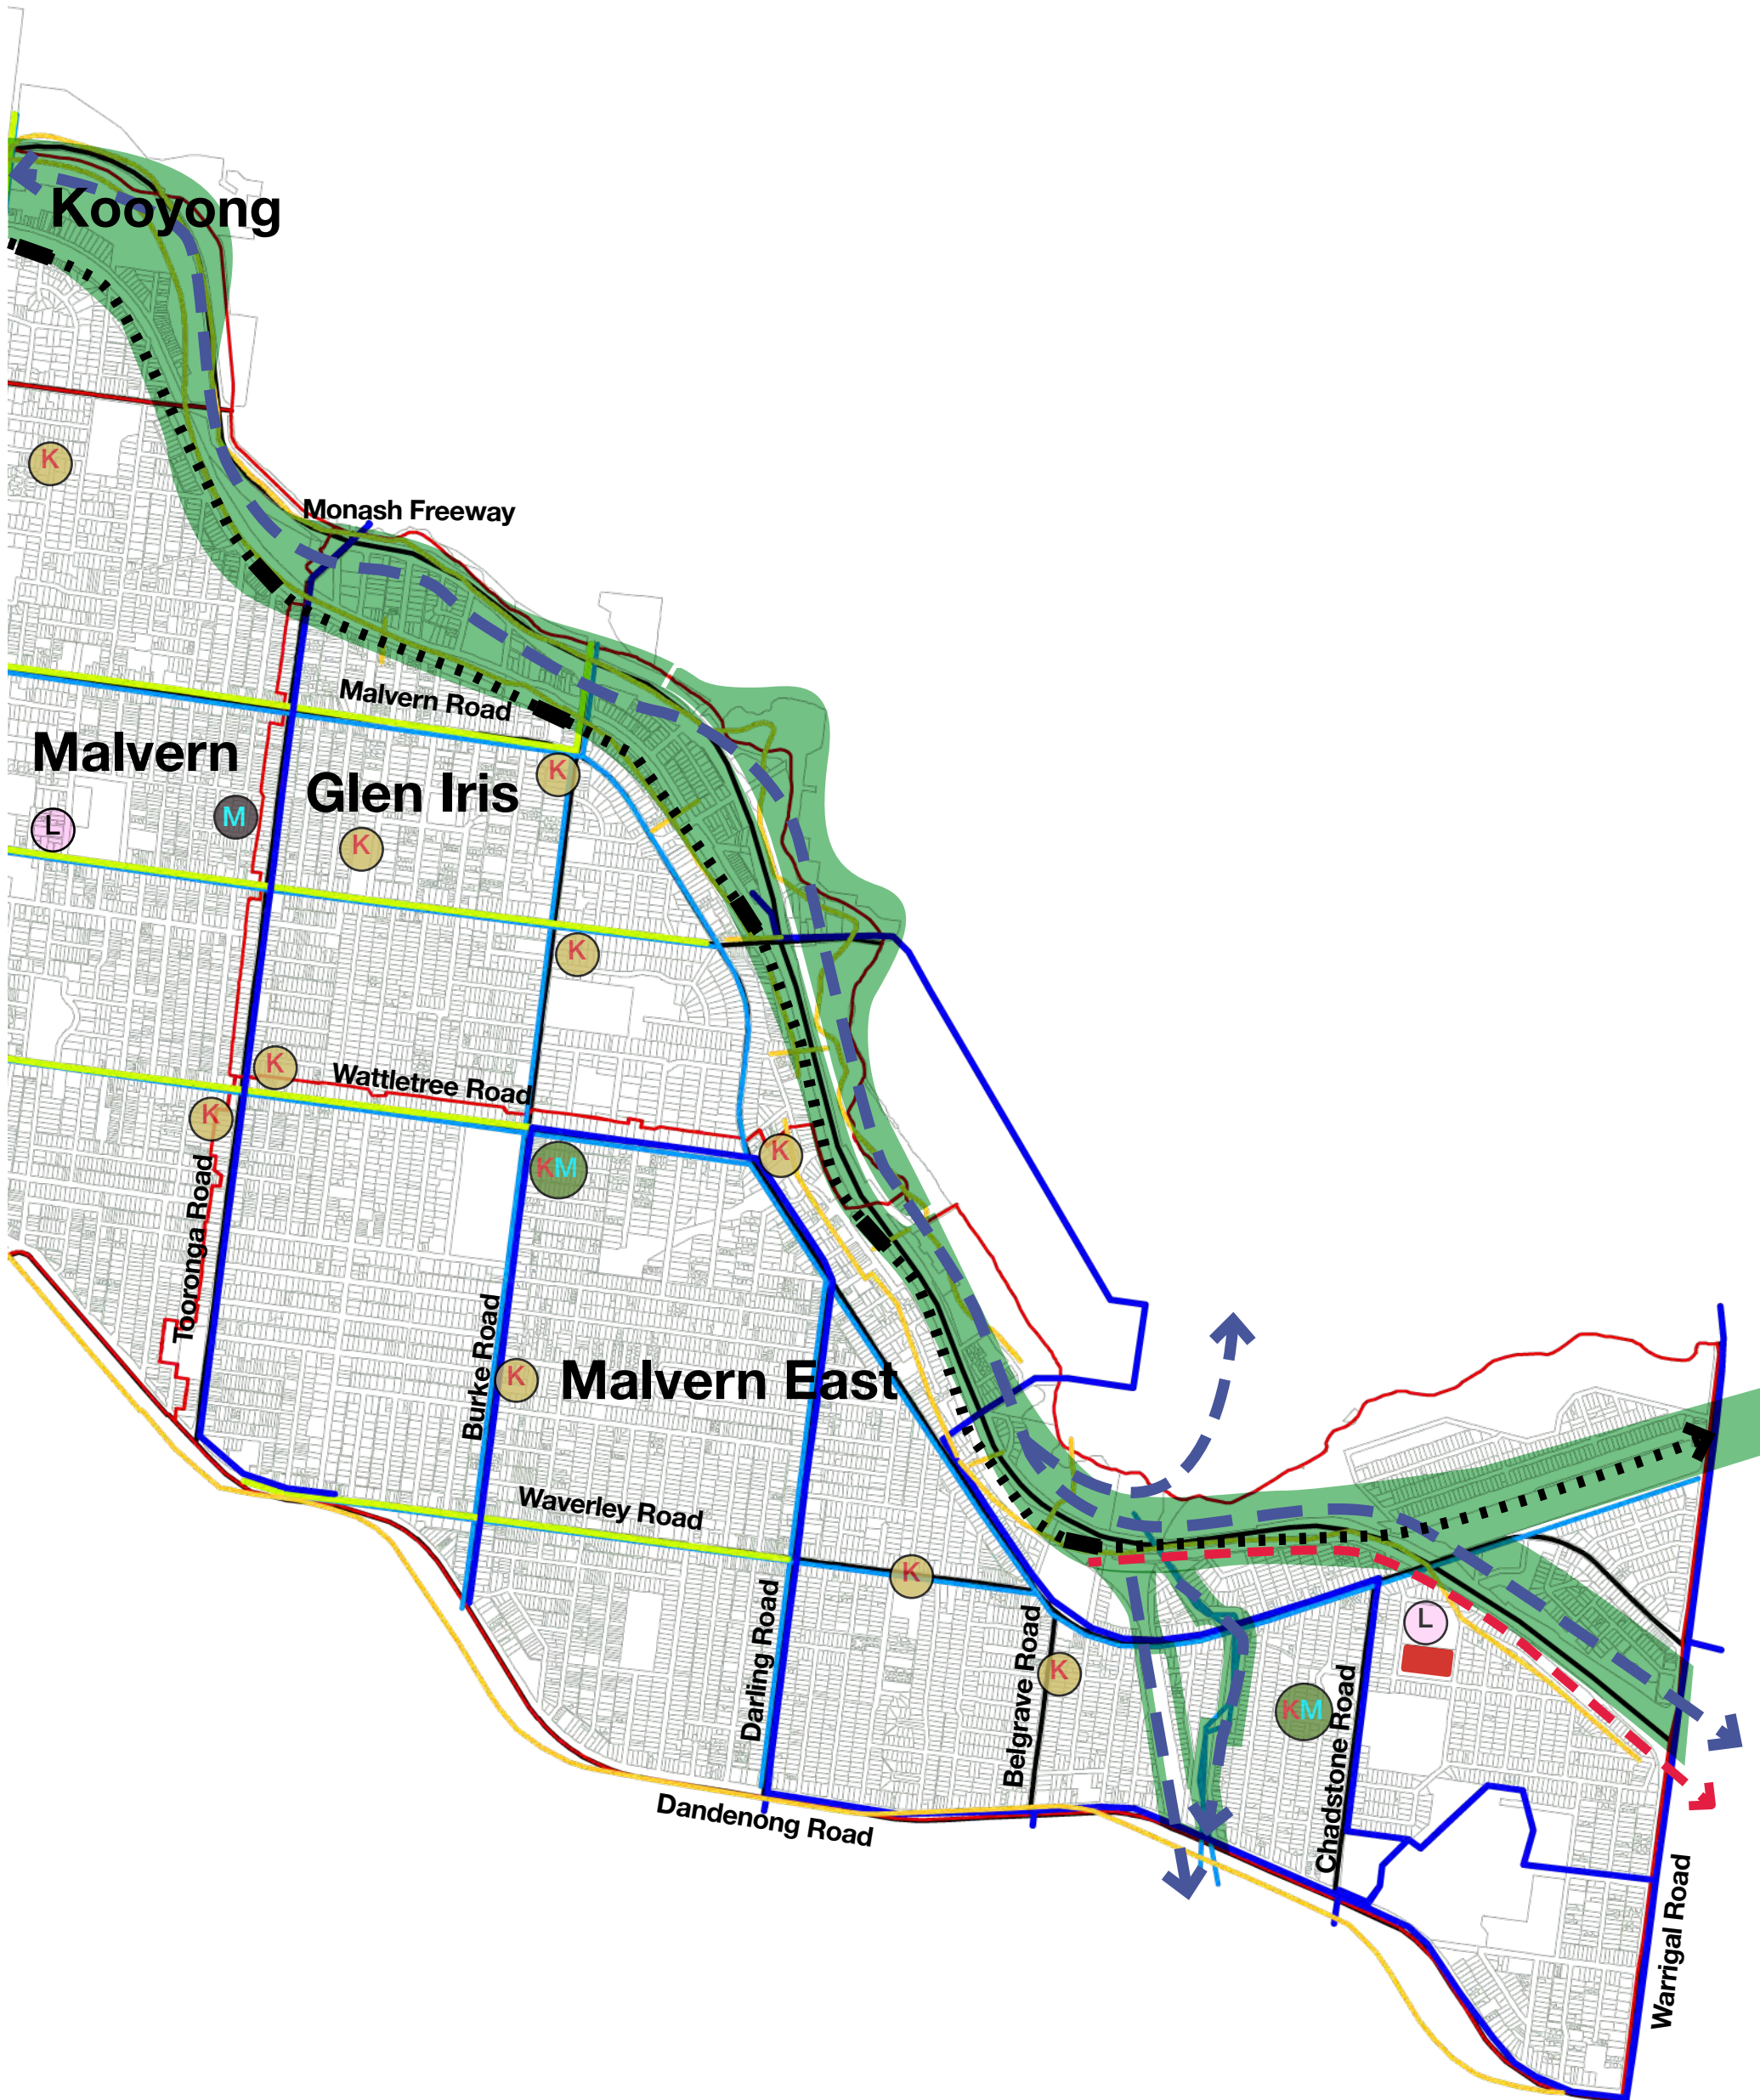 Kooyong
K
Monash Freeway
Malvern Road
Malvern
Glen Iris
K
L
M
K
K
Wattletree Road
K
K
K
KM
Tooronga Road
Burke Road
K
Malvern East
Waverley Road
K
Darling Road
Belgrave Road
K
L
KM
Chadstone Road
Dandenong Road
Warrigal Road